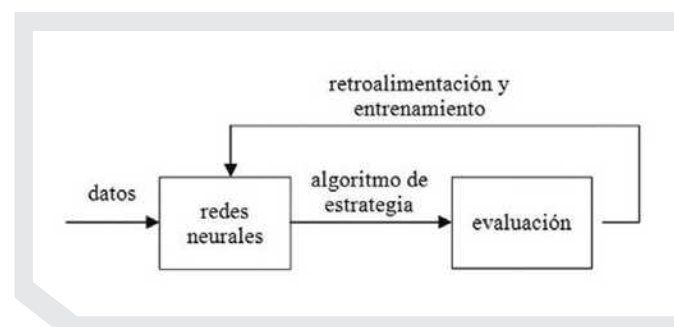 retroalimentación y
entrenamiento
datos
redes
neurales
algoritmo de
estrategia
evaluación